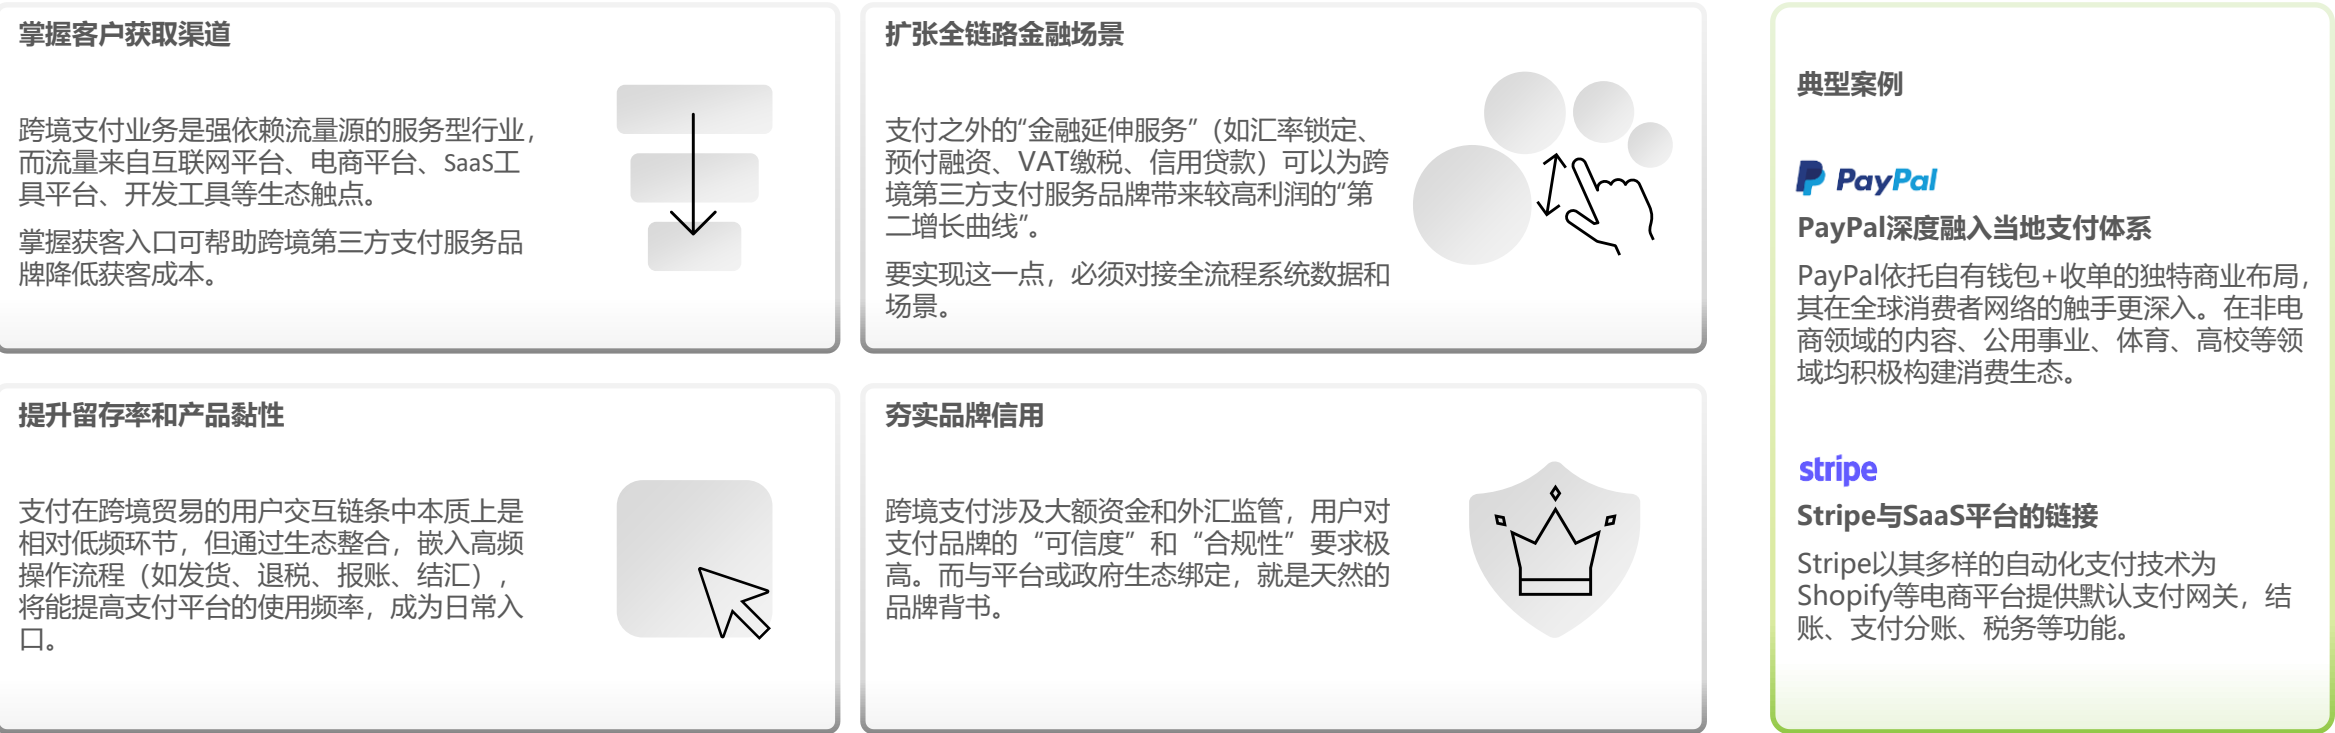 掌握客户获取渠道
跨境支付业务是强依赖流量源的服务型行业，
而流量来自互联网平台、电商平台、SaaS工
具平台、开发工具等生态触点。
掌握获客入口可帮助跨境第三方支付服务品
牌降低获客成本。
扩张全链路金融场景
支付之外的“金融延伸服务”（如汇率锁定、
预付融资、VAT缴税、信用贷款）可以为跨
境第三方支付服务品牌带来较高利润的“第
二增长曲线”。
要实现这一点，必须对接全流程系统数据和
场景。
提升留存率和产品黏性
支付在跨境贸易的用户交互链条中本质上是
相对低频环节，但通过生态整合，嵌入高频
操作流程（如发货、退税、报账、结汇），
将能提高支付平台的使用频率，成为日常入
口。
夯实品牌信用
跨境支付涉及大额资金和外汇监管，用户对
支付品牌的“可信度”和“合规性”要求极
高。而与平台或政府生态绑定，就是天然的
品牌背书。
典型案例
PayPal
PayPal深度融入当地支付体系
PayPal依托自有钱包+收单的独特商业布局，
其在全球消费者网络的触手更深入。在非电
商领域的内容、公用事业、体育、高校等领
域均积极构建消费生态。
stripe
Stripe与SaaS平台的链接
Stripe以其多样的自动化支付技术为
Shopify等电商平台提供默认支付网关，结
账、支付分账、税务等功能。